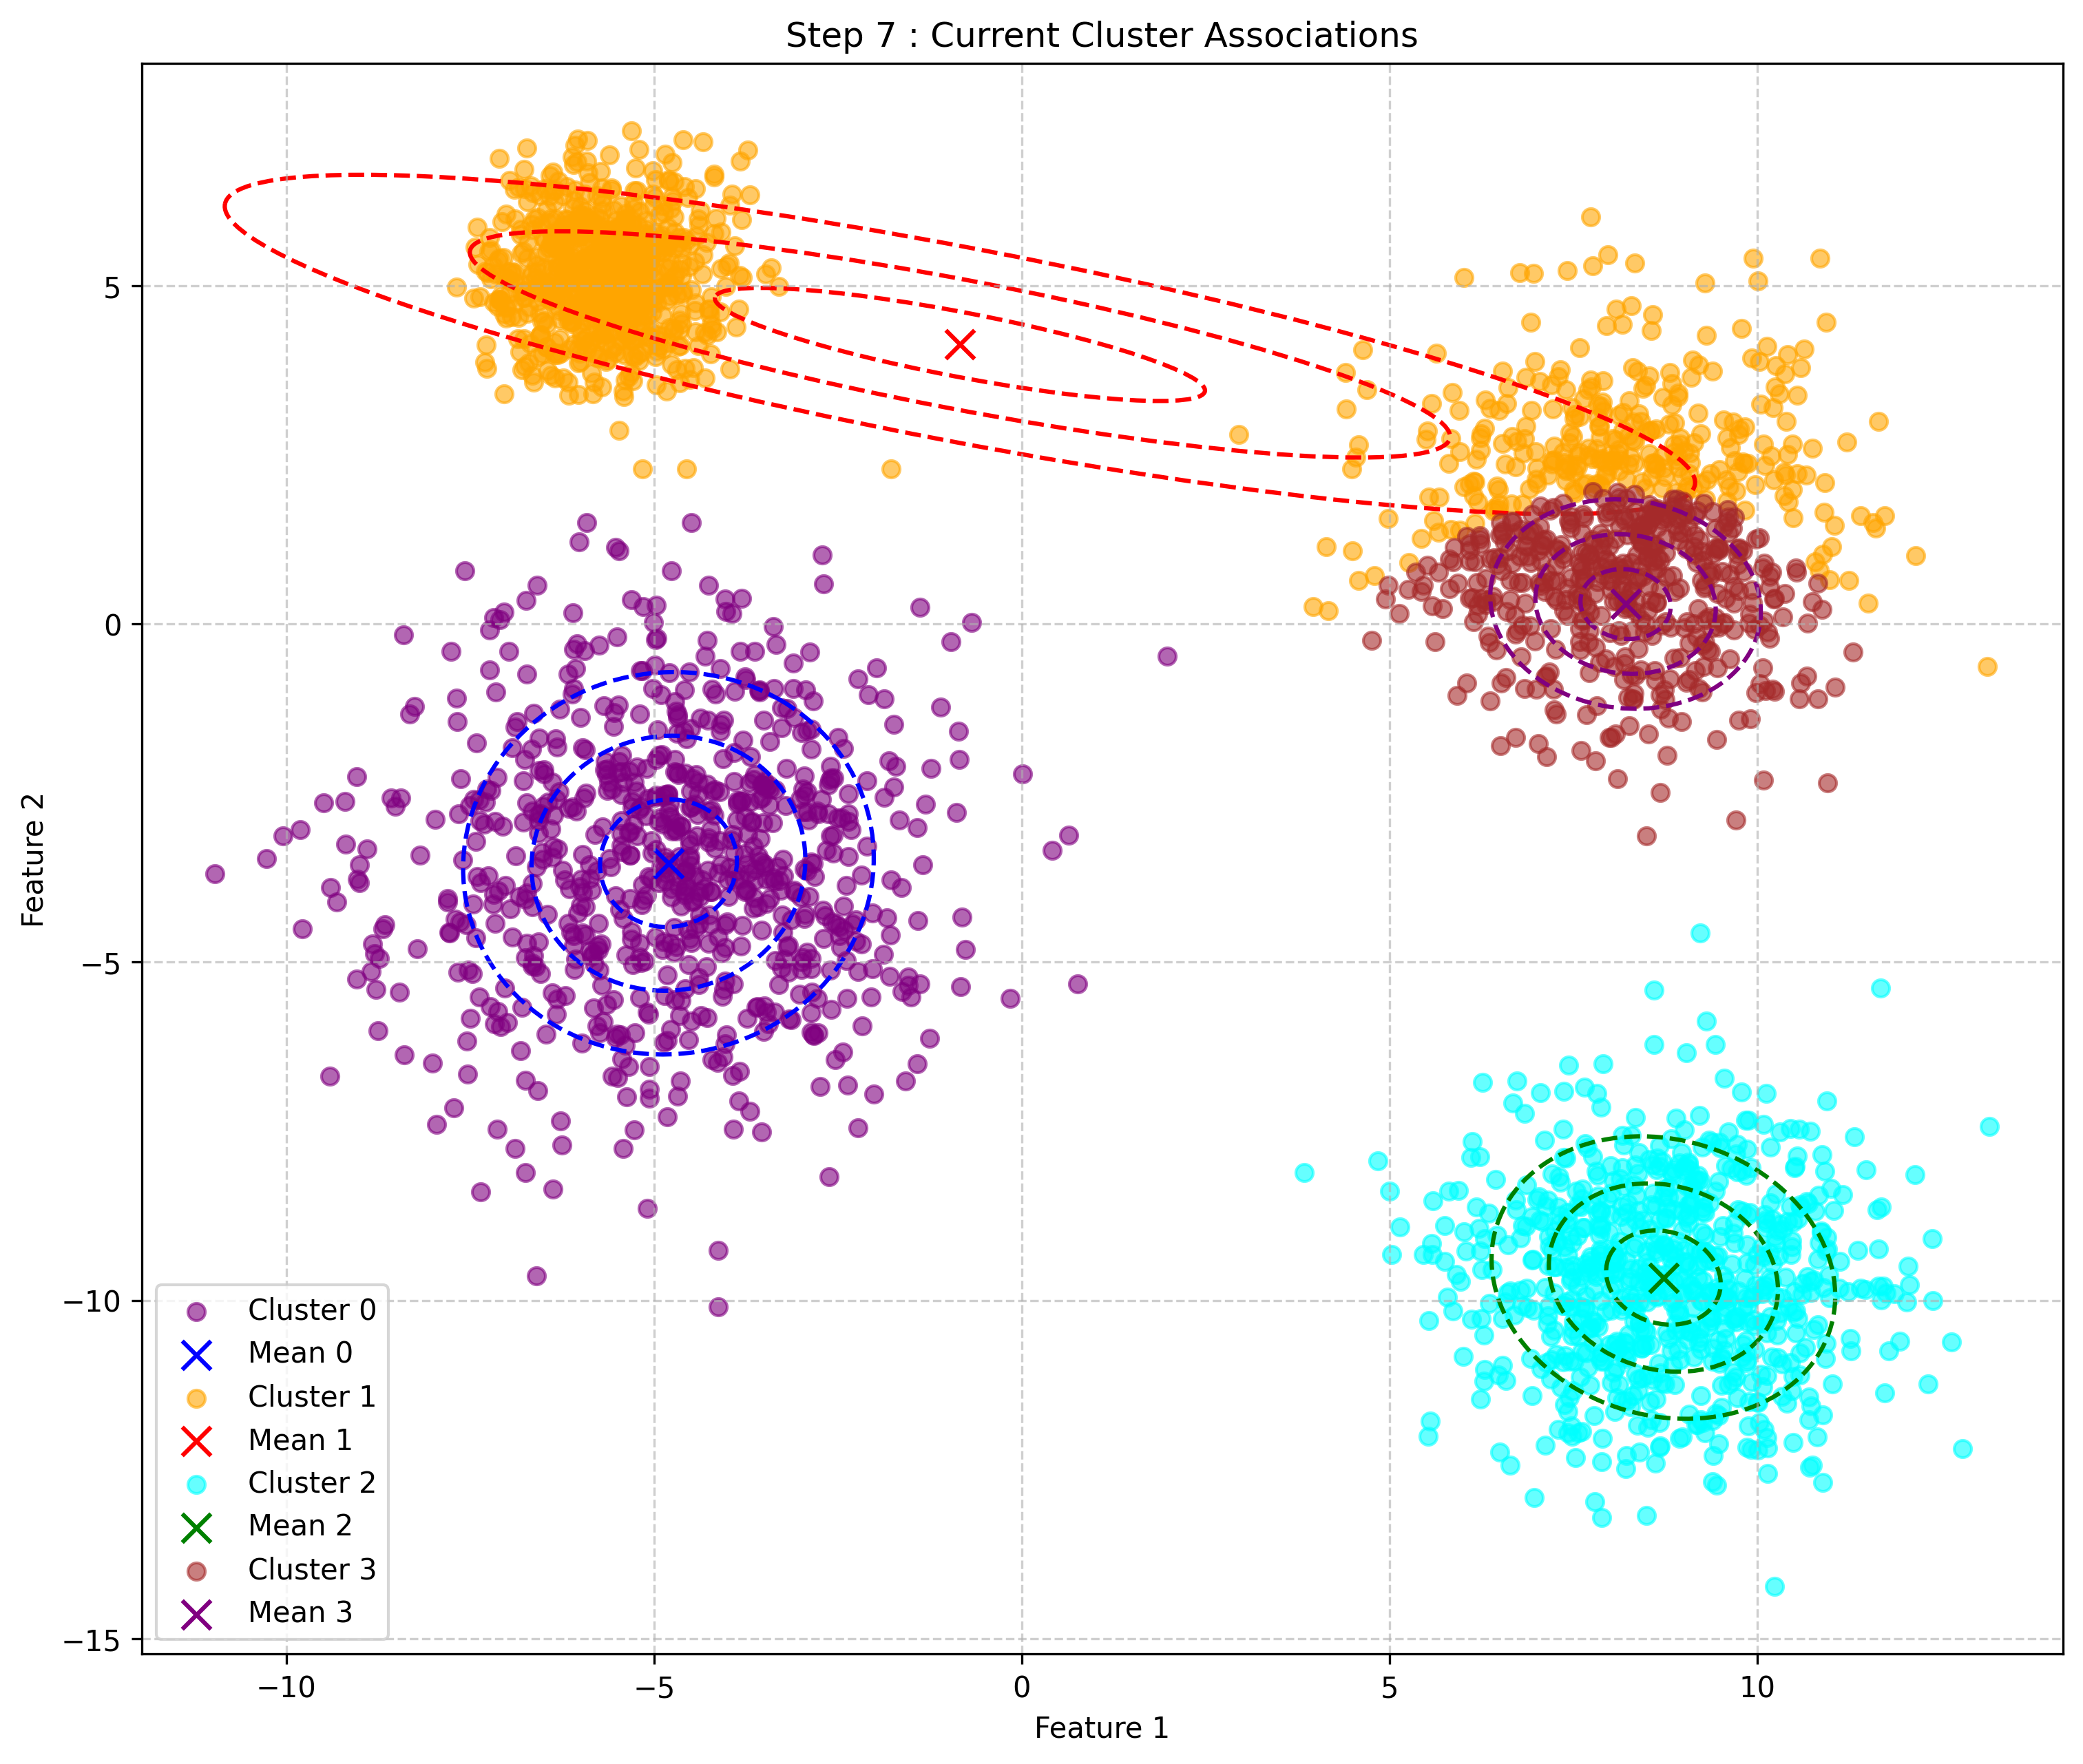 Step 7 : Current Cluster Associations
Feature 2
5
0
−5
−10
−15
Cluster 0
Mean 0
Cluster 1
Mean 1
Cluster 2
Mean 2
Cluster 3
Mean 3
−10
−5
0
5
10
Feature 1